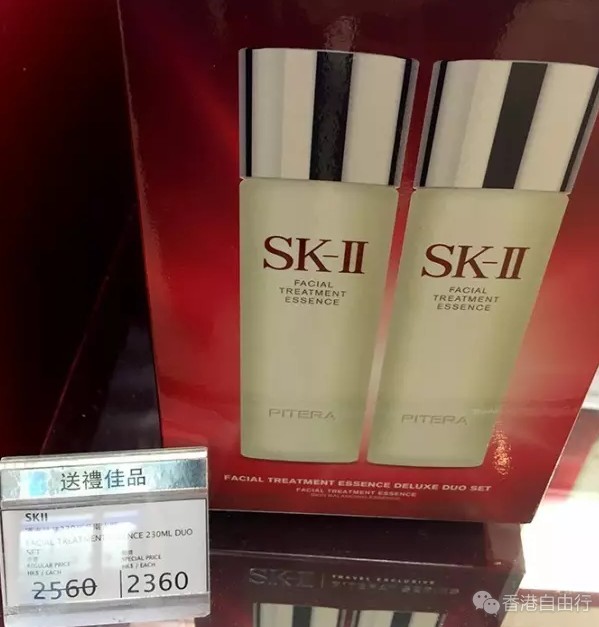 SK-II
FACIAL
TREATMENT
ESSENCE
PITERA
SK-II
FACIAL
TREATMENT
ESSENCE
PITERA
FACIAL TREATMENT ESSENCE DELUXE DUO SET
FACIAL TREATMENT ESSENCE
送禮佳品
SKII
FACIAL TREATMENT ESSENCE 230ML DUO
SET
REGULAR PRICE
HK$ / EACH
2560
SPECIAL PRICE
HK$ / EACH
2360
SK-II
TRAVEL EXCLUSIVE
香港自由行